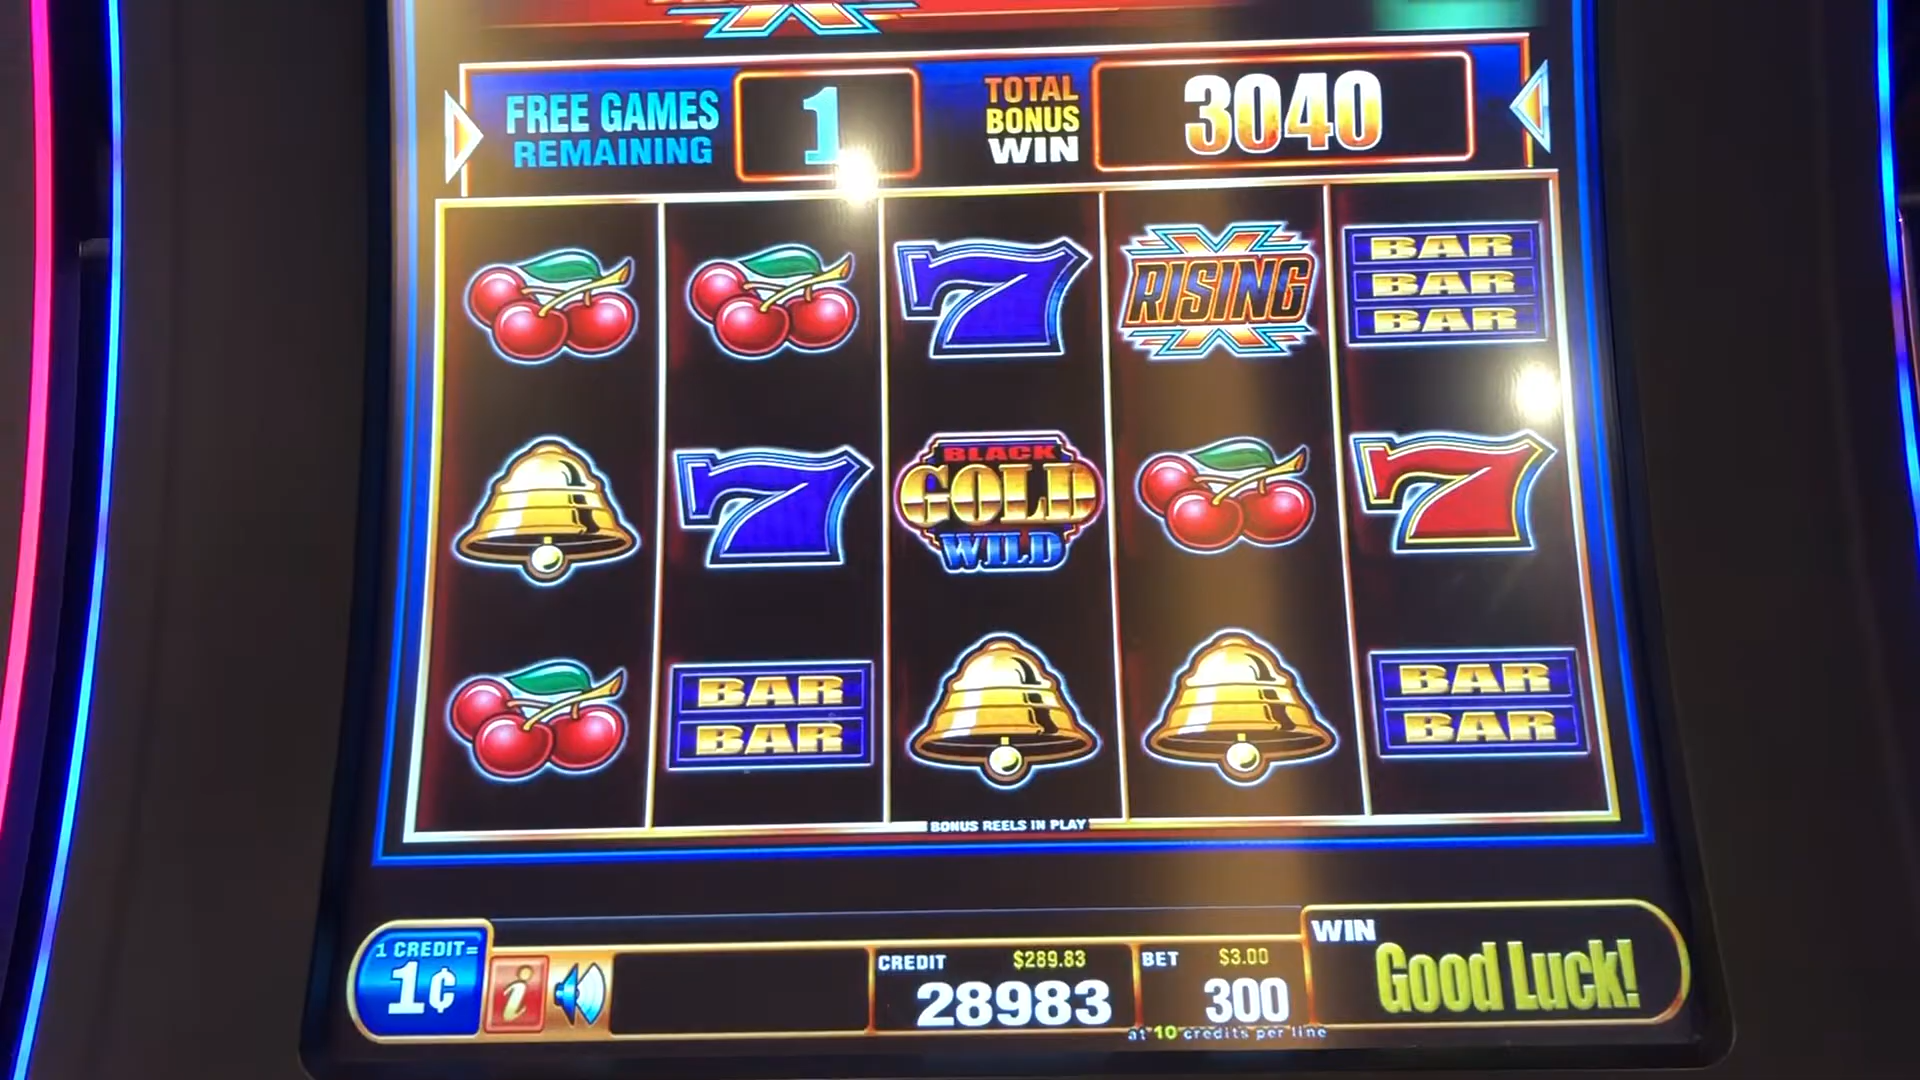 FREE GAMES
REMAINING
1
TOTAL
BONUS
WIN
3040
RISING
BAR
BAR
BAR
BLACK
GOLD
WILD
BAR
BAR
BAR
BAR
BONUS REELS IN PLAY
1 CREDIT=
1¢
i
CREDIT $289.83
28983
BET $3.00
300
at 10 credits per line
WIN
Good Luck!